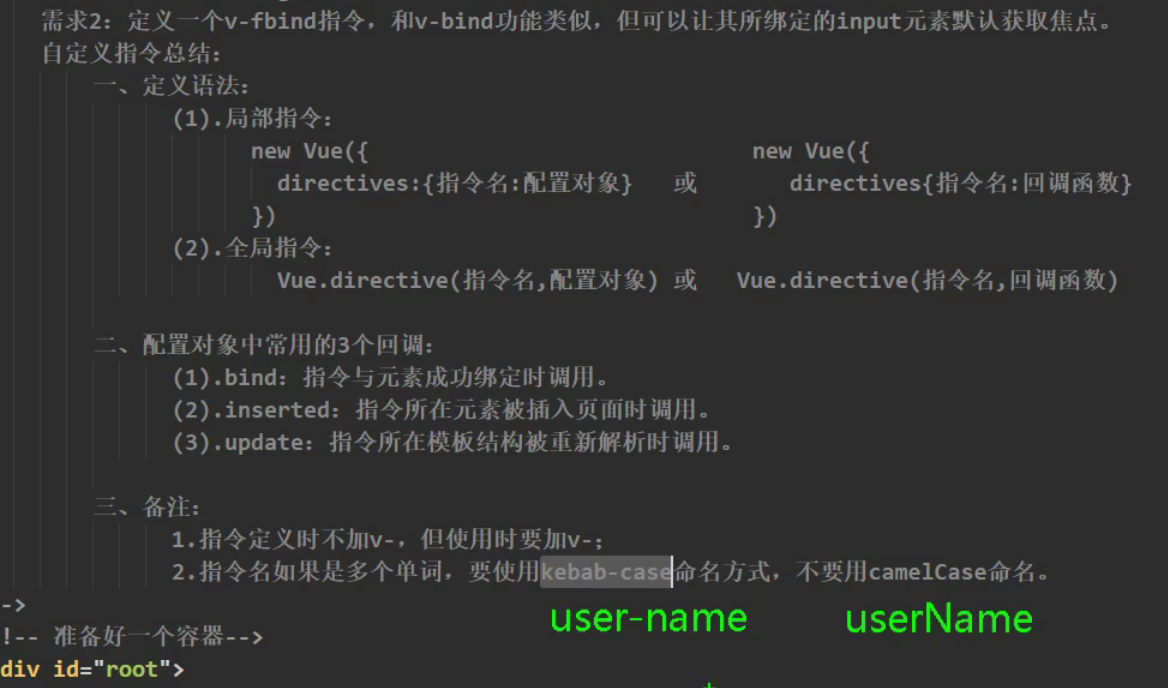 需求2：定义一个v-fbind指令，和v-bind功能类似，但可以让其所绑定的input元素默认获取焦点。
自定义指令总结：
一、定义语法：
(1).局部指令：
new Vue({ new Vue({
directives:{指令名:配置对象} 或 directives{指令名:回调函数}
}) })
(2).全局指令：
Vue.directive(指令名,配置对象) 或 Vue.directive(指令名,回调函数)
二、配置对象中常用的3个回调：
(1).bind：指令与元素成功绑定时调用。
(2).inserted：指令所在元素被插入页面时调用。
(3).update：指令所在模板结构被重新解析时调用。
三、备注：
1.指令定义时不加v-，但使用时要加v-；
2.指令名如果是多个单词，要使用kebab-case命名方式，不要用camelCase命名。
->
user-name userName
!-- 准备好一个容器-->
div id="root">